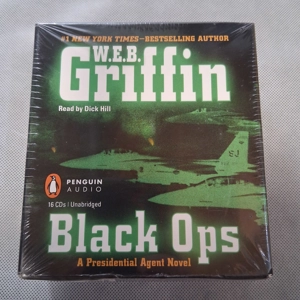 #1 NEW YORK TIMES–BESTSELLING AUTHOR
W.E.B.
Griffin
Read by Dick Hill
SJ
PENGUIN
AUDIO
16 CDs | Unabridged
Black Ops
A Presidential Agent Novel